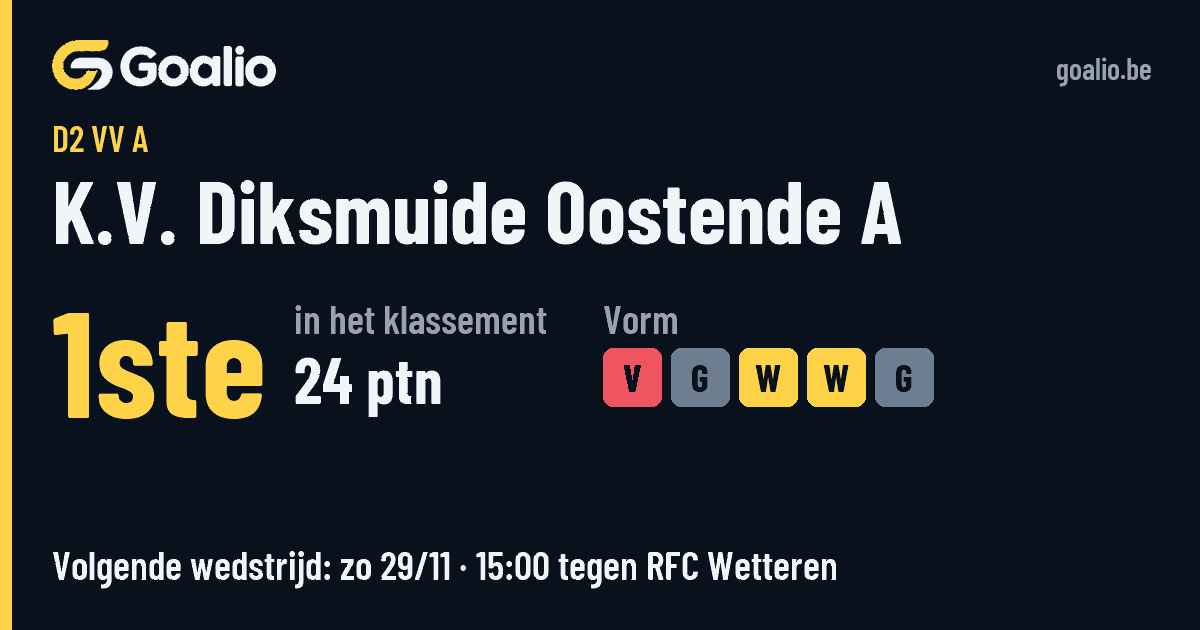 Goalio
goalio.be
D2 VV A
K.V. Diksmuide Oostende A
1ste
in het klassement
24 ptn
Vorm
V G W W G
Volgende wedstrijd: zo 29/11 · 15:00 tegen RFC Wetteren